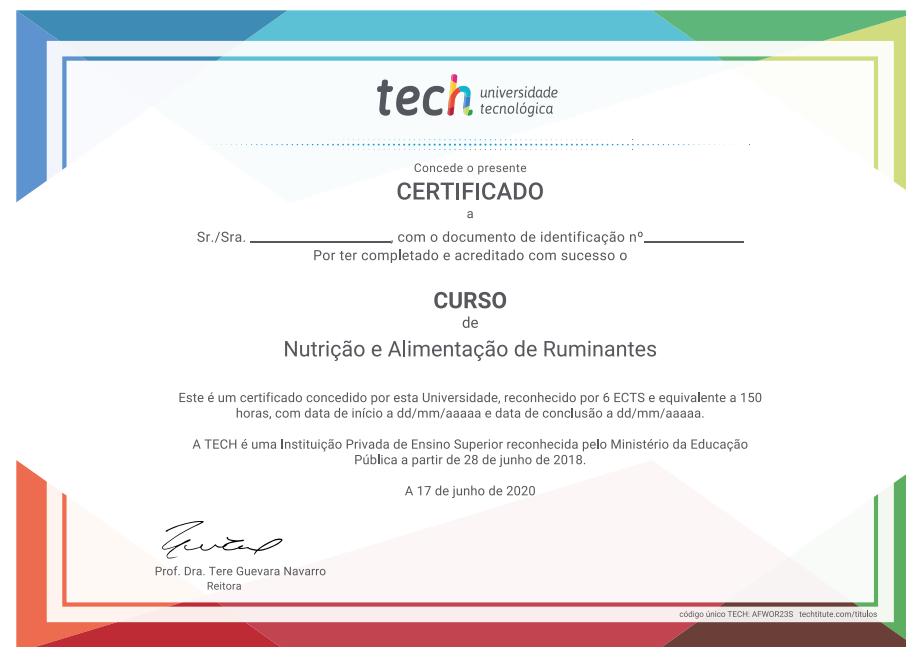 tech universidade
tecnológica
Concede o presente
CERTIFICADO
a
Sr./Sra. ________________, com o documento de identificação nº____________
Por ter completado e acreditado com sucesso o
CURSO
de
Nutrição e Alimentação de Ruminantes
Este é um certificado concedido por esta Universidade, reconhecido por 6 ECTS e equivalente a 150
horas, com data de início a dd/mm/aaaaa e data de conclusão a dd/mm/aaaaa.
A TECH é uma Instituição Privada de Ensino Superior reconhecida pelo Ministério da Educação
Pública a partir de 28 de junho de 2018.
A 17 de junho de 2020
Prof. Dra. Tere Guevara Navarro
Reitora
código único TECH: AFWOR23S techtitute.com/titulos